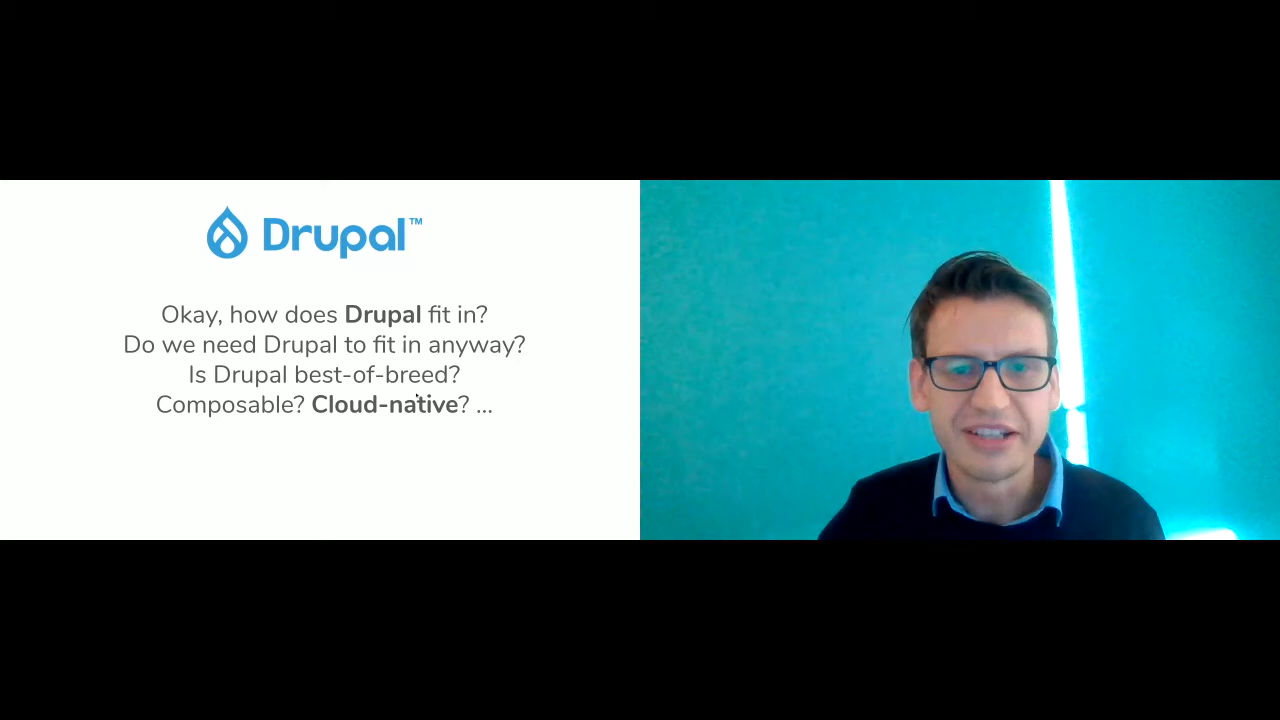 Drupal™
Okay, how does Drupal fit in?
Do we need Drupal to fit in anyway?
Is Drupal best-of-breed?
Composable? Cloud-native? ...